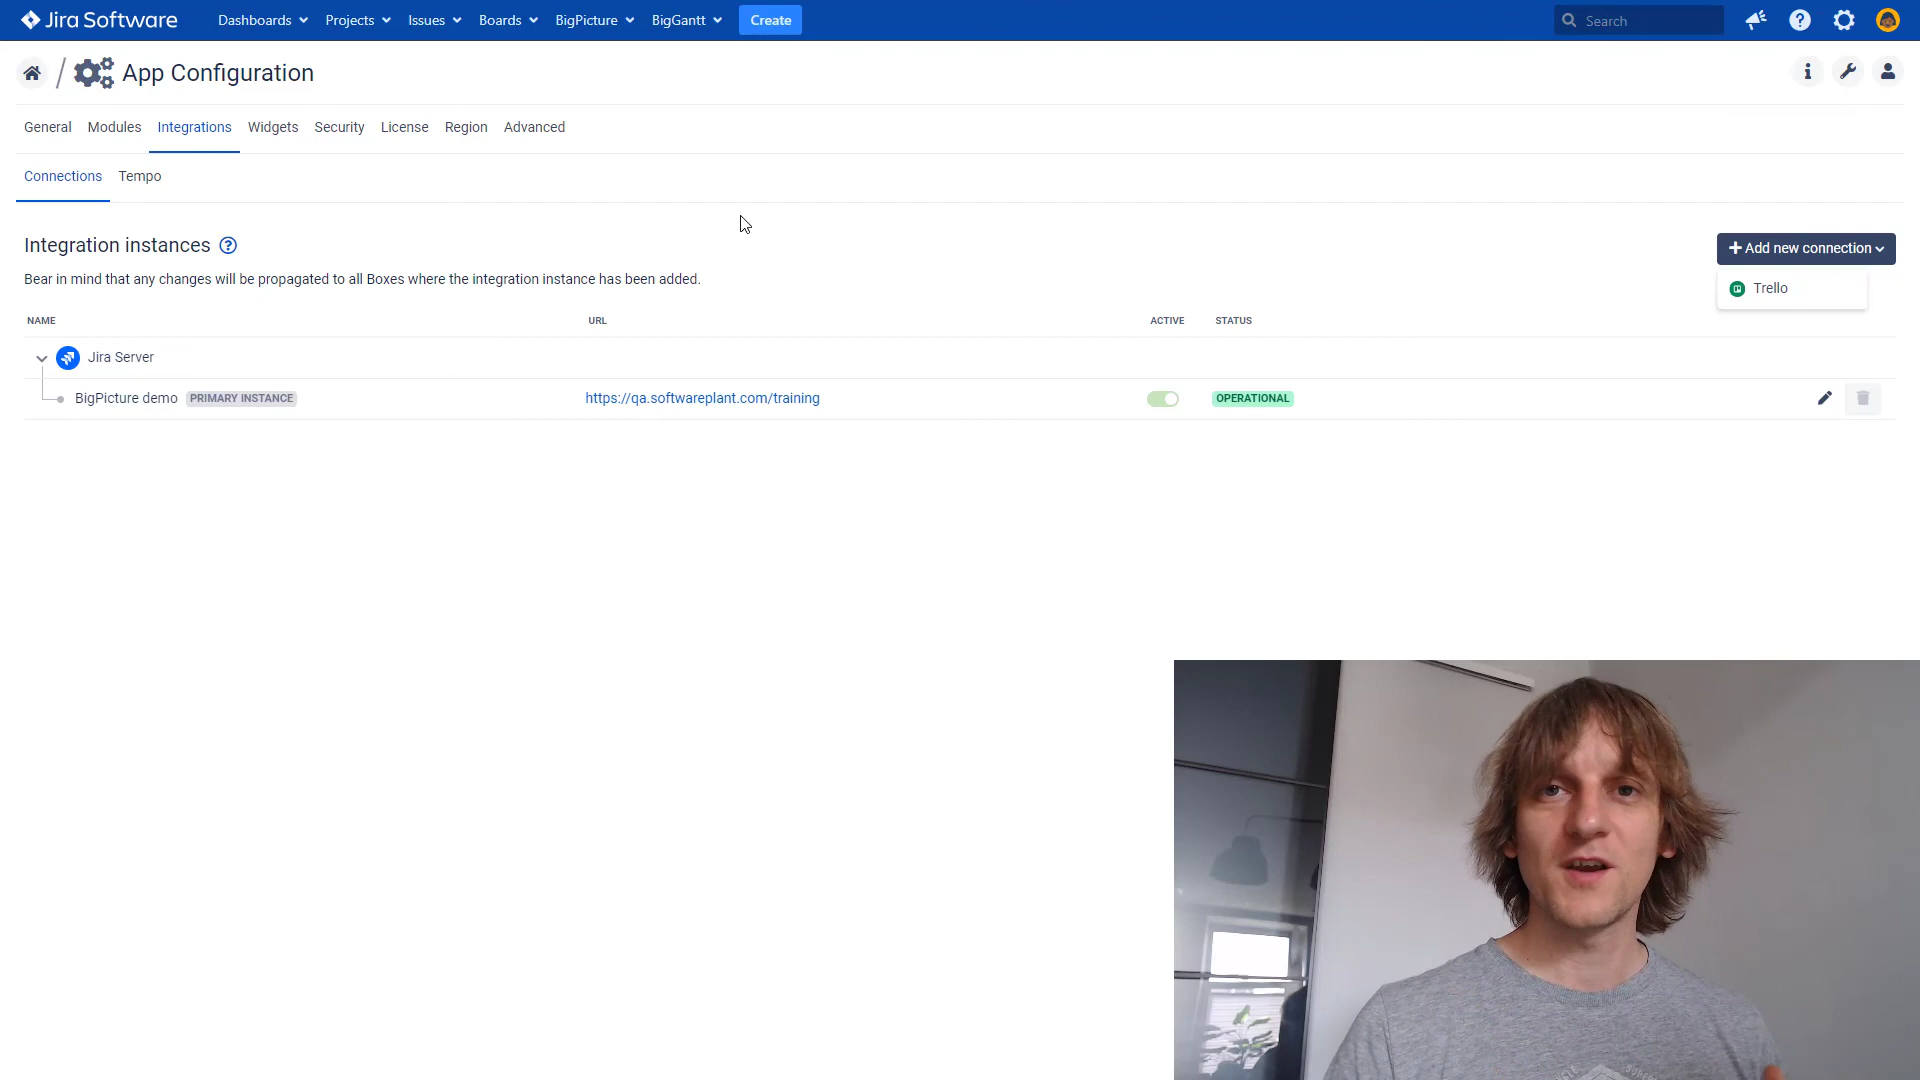 Jira Software Dashboards Projects Issues Boards BigPicture BigGantt Create Search
/ App Configuration
General Modules Integrations Widgets Security License Region Advanced
Connections Tempo
Integration instances
Add new connection
Bear in mind that any changes will be propagated to all Boxes where the integration instance has been added.
Trello
NAME URL ACTIVE STATUS
Jira Server
BigPicture demo PRIMARY INSTANCE https://qa.softwareplant.com/training OPERATIONAL